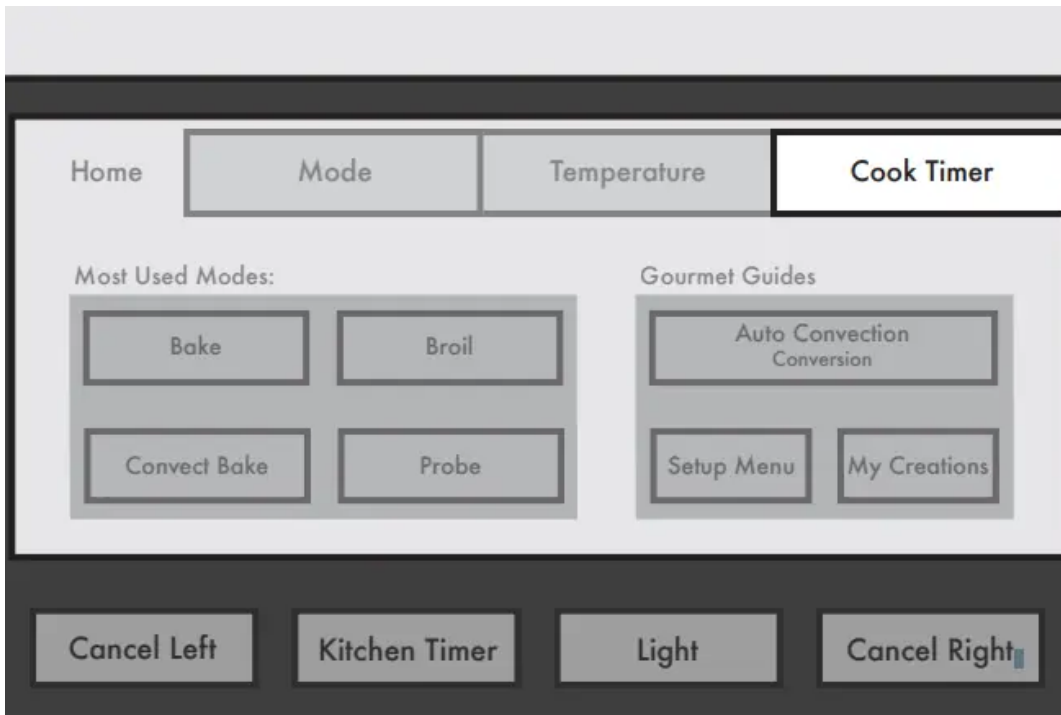 Home
Mode
Temperature
Cook Timer
Most Used Modes:
Gourmet Guides
Bake
Broil
Auto Convection
Conversion
Convect Bake
Probe
Setup Menu
My Creations
Cancel Left
Kitchen Timer
Light
Cancel Right